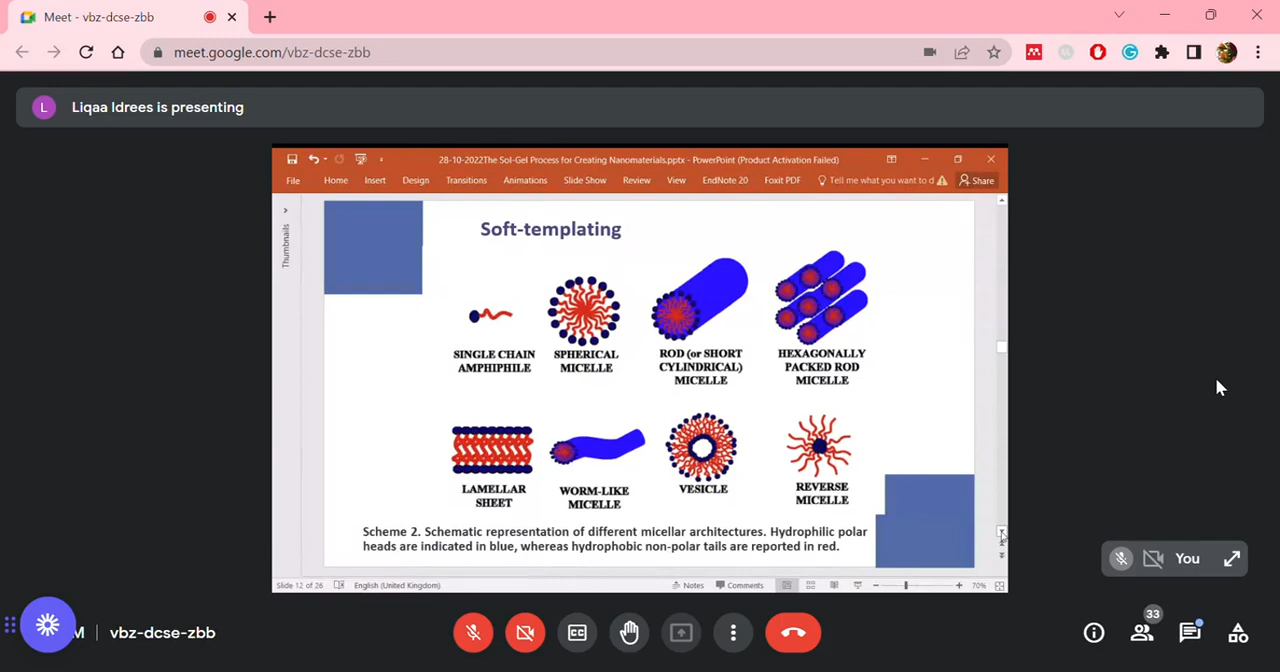 Meet - vbz-dcse-zbb
meet.google.com/vbz-dcse-zbb
L
Liqaa Idrees is presenting
28-10-2022The Sol-Gel Process for Creating Nanomaterials.pptx - PowerPoint (Product Activation Failed)
File Home Insert Design Transitions Animations Slide Show Review View EndNote 20 Foxit PDF Tell me what you want to d Share
Thumbnails
Soft-templating
SINGLE CHAIN
AMPHIPHILE
SPHERICAL
MICELLE
ROD (or SHORT
CYLINDRICAL)
MICELLE
HEXAGONALLY
PACKED ROD
MICELLE
LAMELLAR
SHEET
WORM-LIKE
MICELLE
VESICLE
REVERSE
MICELLE
Scheme 2. Schematic representation of different micellar architectures. Hydrophilic polar
heads are indicated in blue, whereas hydrophobic non-polar tails are reported in red.
Slide 12 of 26 English (United Kingdom) Notes Comments 70%
You
M | vbz-dcse-zbb
33